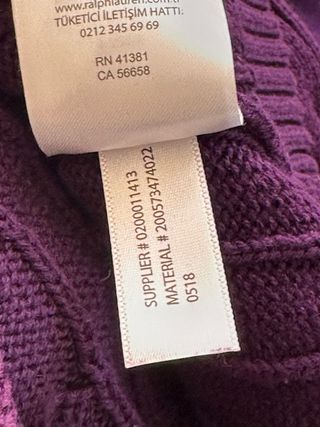 www.ralphlauren.com.tr
TÜKETİCİ İLETİŞİM HATTI:
0212 345 69 69
RN 41381
CA 56658
SUPPLIER # 0200011413
MATERIAL # 200573474022
0518